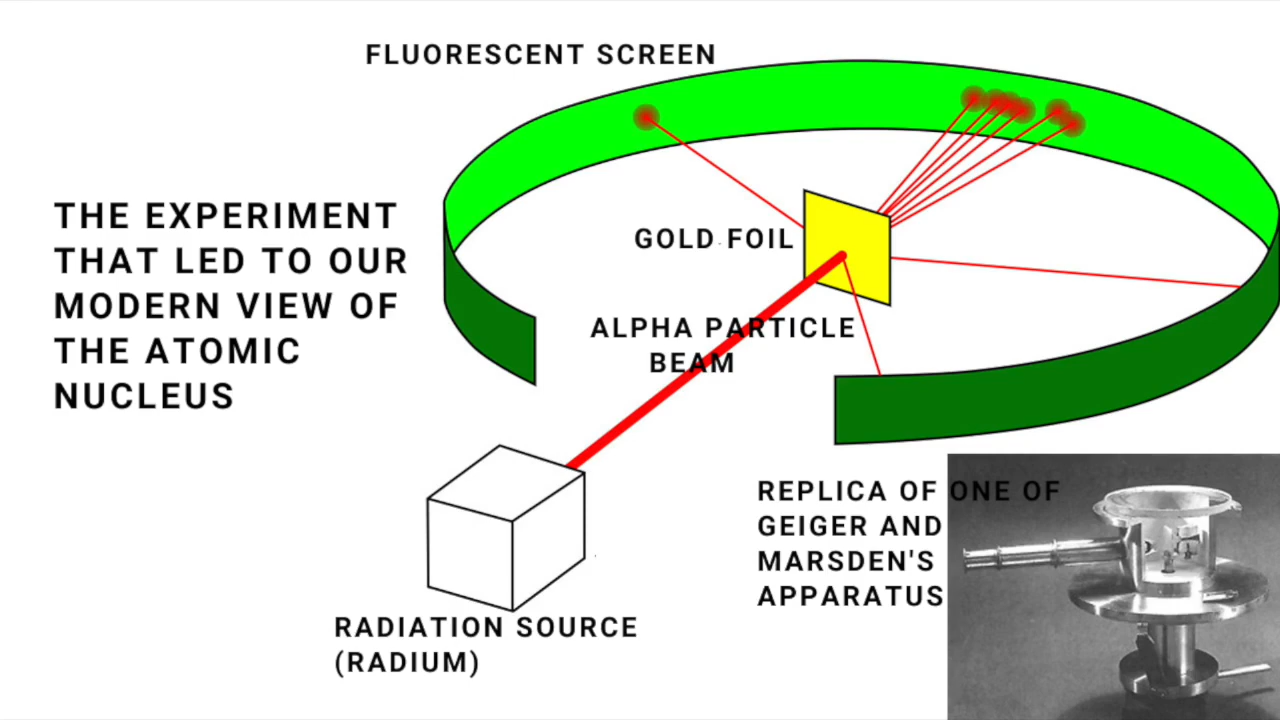 FLUORESCENT SCREEN
THE EXPERIMENT
THAT LED TO OUR
MODERN VIEW OF
THE ATOMIC
NUCLEUS
GOLD FOIL
ALPHA PARTICLE
BEAM
REPLICA OF ONE OF
GEIGER AND
MARSDEN'S
APPARATUS
RADIATION SOURCE
(RADIUM)